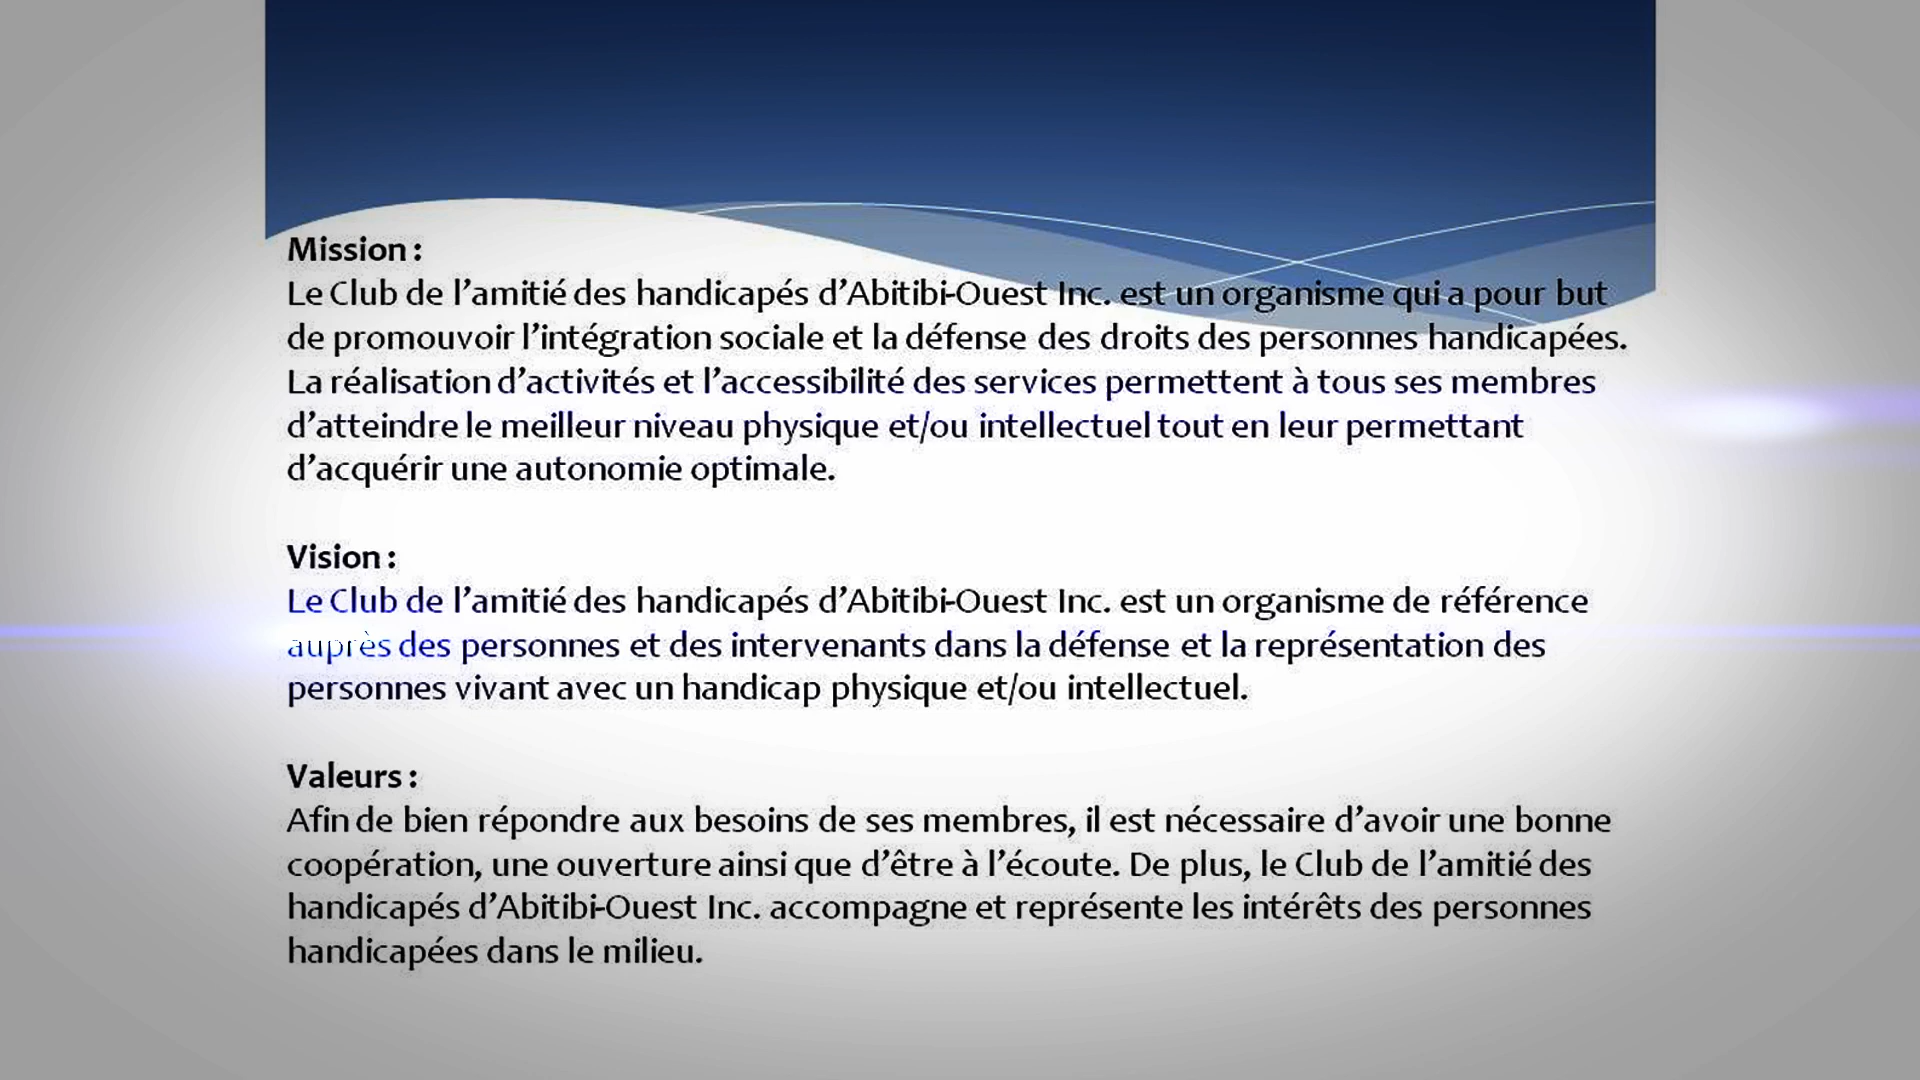 Mission :
Le Club de l’amitié des handicapés d’Abitibi-Ouest Inc. est un organisme qui a pour but
de promouvoir l’intégration sociale et la défense des droits des personnes handicapées.
La réalisation d’activités et l’accessibilité des services permettent à tous ses membres
d’atteindre le meilleur niveau physique et/ou intellectuel tout en leur permettant
d’acquérir une autonomie optimale.
Vision :
Le Club de l’amitié des handicapés d’Abitibi-Ouest Inc. est un organisme de référence
auprès des personnes et des intervenants dans la défense et la représentation des
personnes vivant avec un handicap physique et/ou intellectuel.
Valeurs :
Afin de bien répondre aux besoins de ses membres, il est nécessaire d’avoir une bonne
coopération, une ouverture ainsi que d’être à l’écoute. De plus, le Club de l’amitié des
handicapés d’Abitibi-Ouest Inc. accompagne et représente les intérêts des personnes
handicapées dans le milieu.